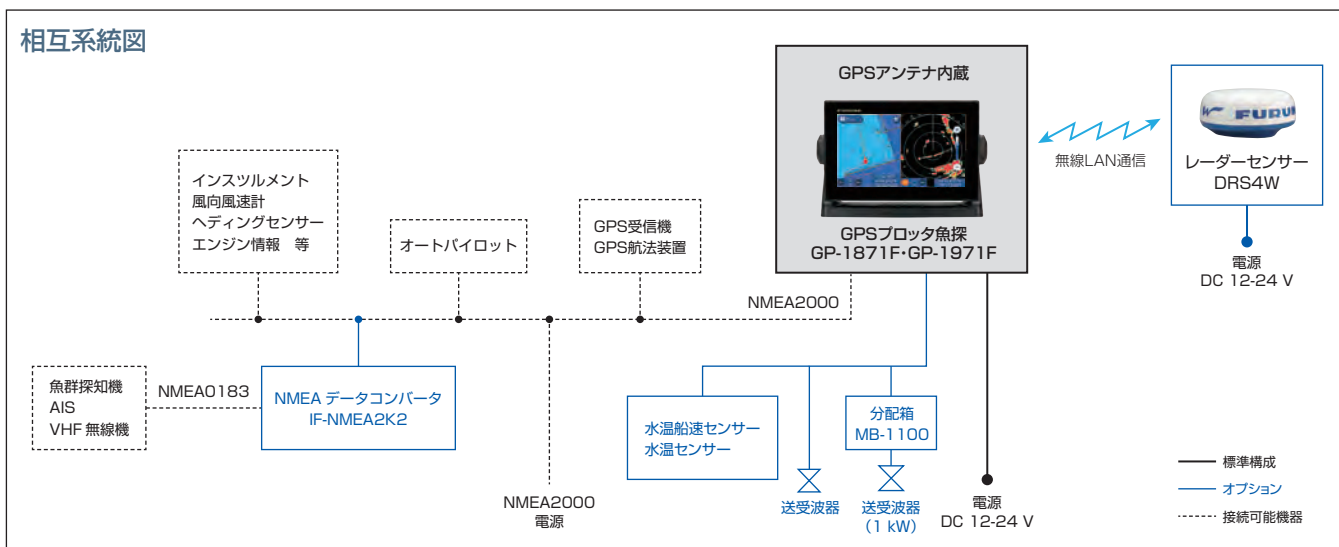 相互系統図
GPSアンテナ内蔵
GPSプロッタ魚探
GP-1871F・GP-1971F
無線LAN通信
FURU
レーダーセンサー
DRS4W
電源
DC 12-24 V
インスツルメント
風向風速計
ヘディングセンサー
エンジン情報 等
オートパイロット
GPS受信機
GPS航法装置
NMEA2000
魚群探知機
AIS
VHF 無線機
NMEA0183
NMEA データコンバータ
IF-NMEA2K2
NMEA2000
電源
水温船速センサー
水温センサー
送受波器
分配箱
MB-1100
送受波器
(1 kW)
電源
DC 12-24 V
標準構成
オプション
接続可能機器